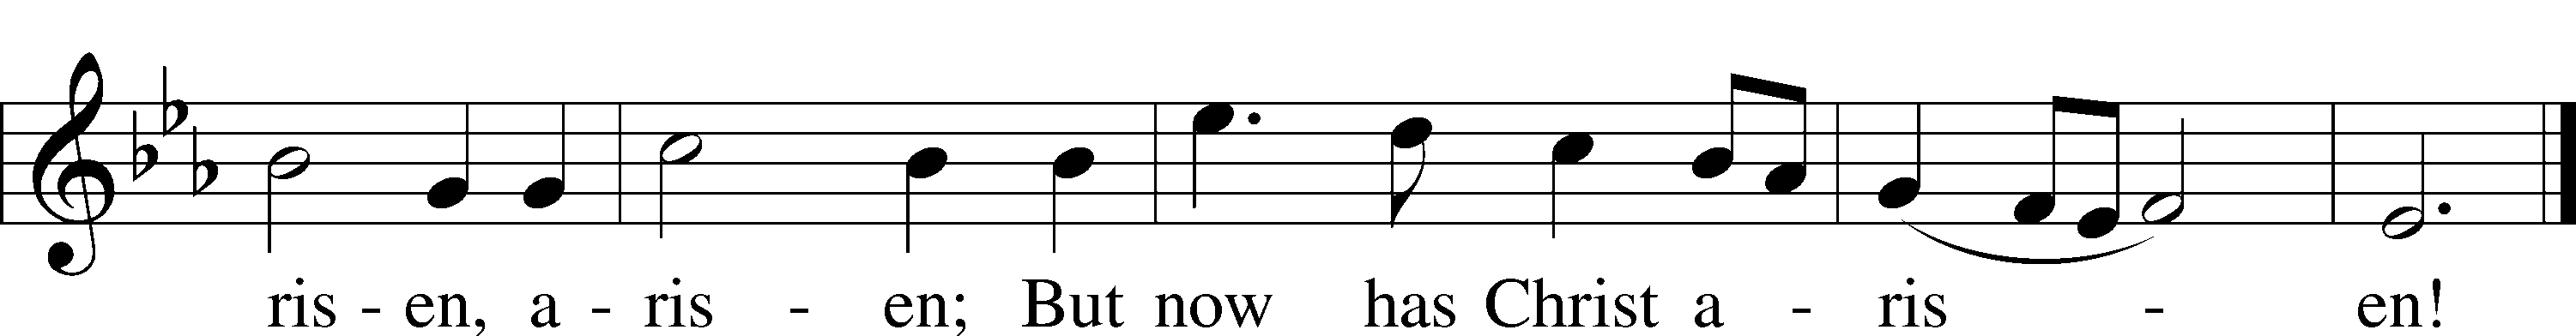 ris - en, a - ris - en; But now has Christ a - ris - en!